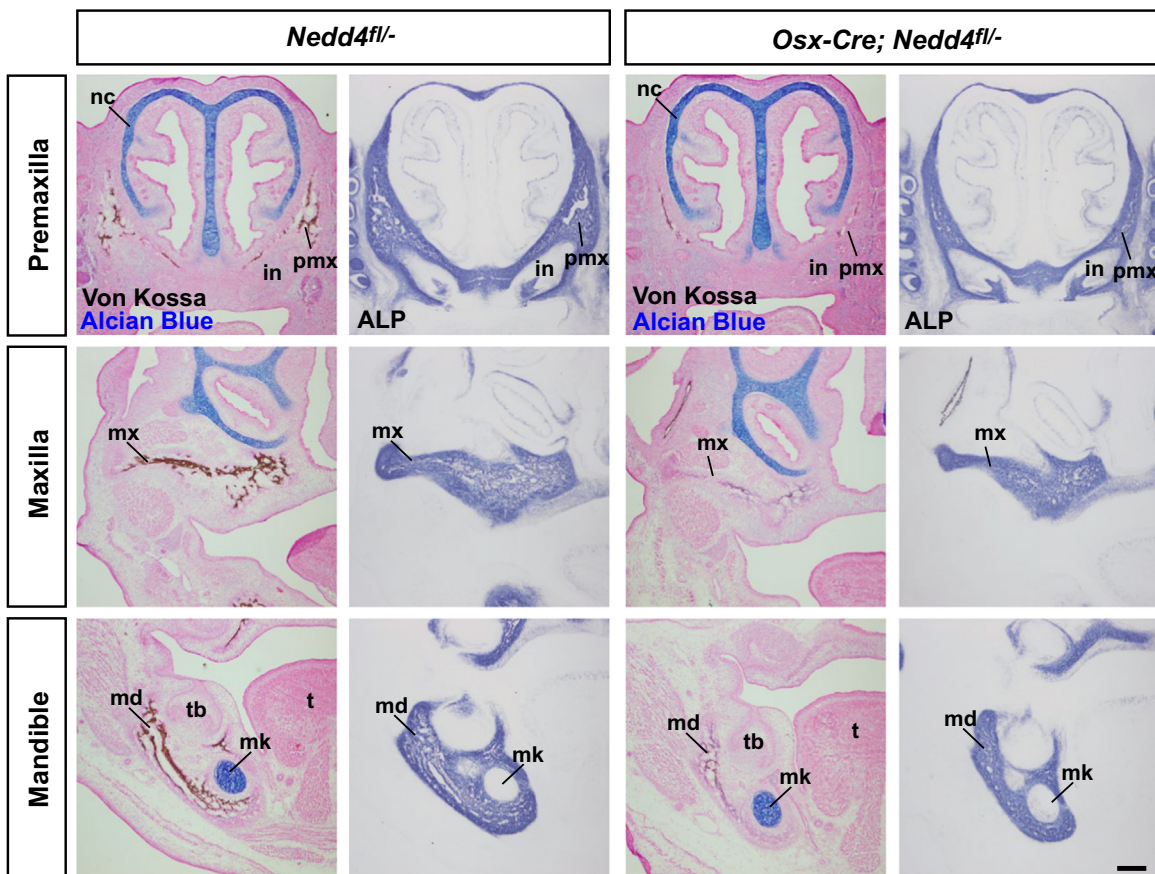 Nedd4fl/-
Osx-Cre; Nedd4fl/-
Premaxilla
nc
in
pmx
Von Kossa
Alcian Blue
in
pmx
ALP
nc
in
pmx
Von Kossa
Alcian Blue
in
pmx
ALP
Maxilla
mx
mx
mx
mx
Mandible
md
tb
t
mk
md
mk
md
tb
t
mk
md
mk